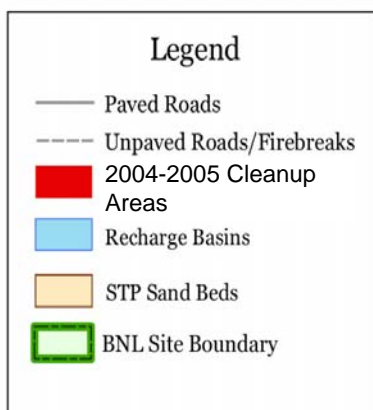 Legend
Paved Roads
Unpaved Roads/Firebreaks
2004-2005 Cleanup
Areas
Recharge Basins
STP Sand Beds
BNL Site Boundary